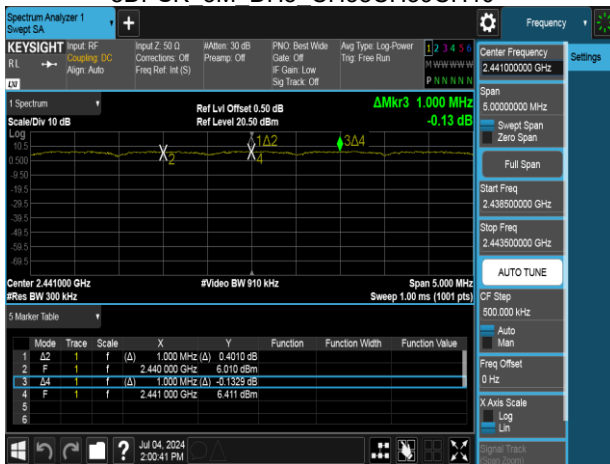 Spectrum Analyzer 1
Swept SA
+
Frequency
KEYSIGHT
RL
Input: RF
Coupling: DC
Align: Auto
Input Z: 50 Ω
Corrections: Off
Freq Ref: Int (S)
#Atten: 30 dB
Preamp: Off
PNO: Best Wide
Gate: Off
IF Gain: Low
Sig Track: Off
Avg Type: Log-Power
Trig: Free Run
1 2 3 4 5 6
M W W W W W
P N N N N N
LXI
Center Frequency
2.441000000 GHz
Settings
Span
5.00000000 MHz
Swept Span
Zero Span
Full Span
Start Freq
2.438500000 GHz
Stop Freq
2.443500000 GHz
AUTO TUNE
CF Step
500.000 kHz
Auto
Man
Freq Offset
0 Hz
X Axis Scale
Log
Lin
Signal Track
(Span Zoom)
1 Spectrum
Scale/Div 10 dB
Ref Lvl Offset 0.50 dB
Ref Level 20.50 dBm
ΔMkr3 1.000 MHz
-0.13 dB
Log
10.5
0.500
-9.50
-19.5
-29.5
-39.5
-49.5
-59.5
-69.5
2
1Δ2
4
3Δ4
Center 2.441000 GHz
#Res BW 300 kHz
#Video BW 910 kHz
Span 5.000 MHz
Sweep 1.00 ms (1001 pts)
5 Marker Table
Mode Trace Scale X Y Function Function Width Function Value
1 Δ2 1 f (Δ) 1.000 MHz (Δ) 0.4010 dB
2 F 1 f 2.440 000 GHz 6.010 dBm
3 Δ4 1 f (Δ) 1.000 MHz (Δ) -0.1329 dB
4 F 1 f 2.441 000 GHz 6.411 dBm
5
6
?
Jul 04, 2024
2:00:41 PM